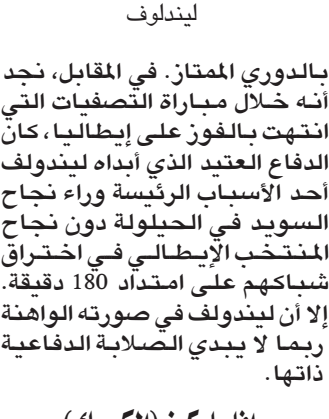 ليندلوف
بالدوري الممتاز. في المقابل، نجد
أنه خلال مباراة التصفيات التي
انتهت بالفوز على إيطاليا، كان
الدفاع العتيد الذي أبداه ليندولف
أحد الأسباب الرئيسة وراء نجاح
السويد في الحيلولة دون نجاح
المنتخب الإيطالي في اختراق
شباكهم على امتداد 180 دقيقة.
إلا أن ليندولف في صورته الواهنة
ربما لا يبدي الصلابة الدفاعية
ذاتها.